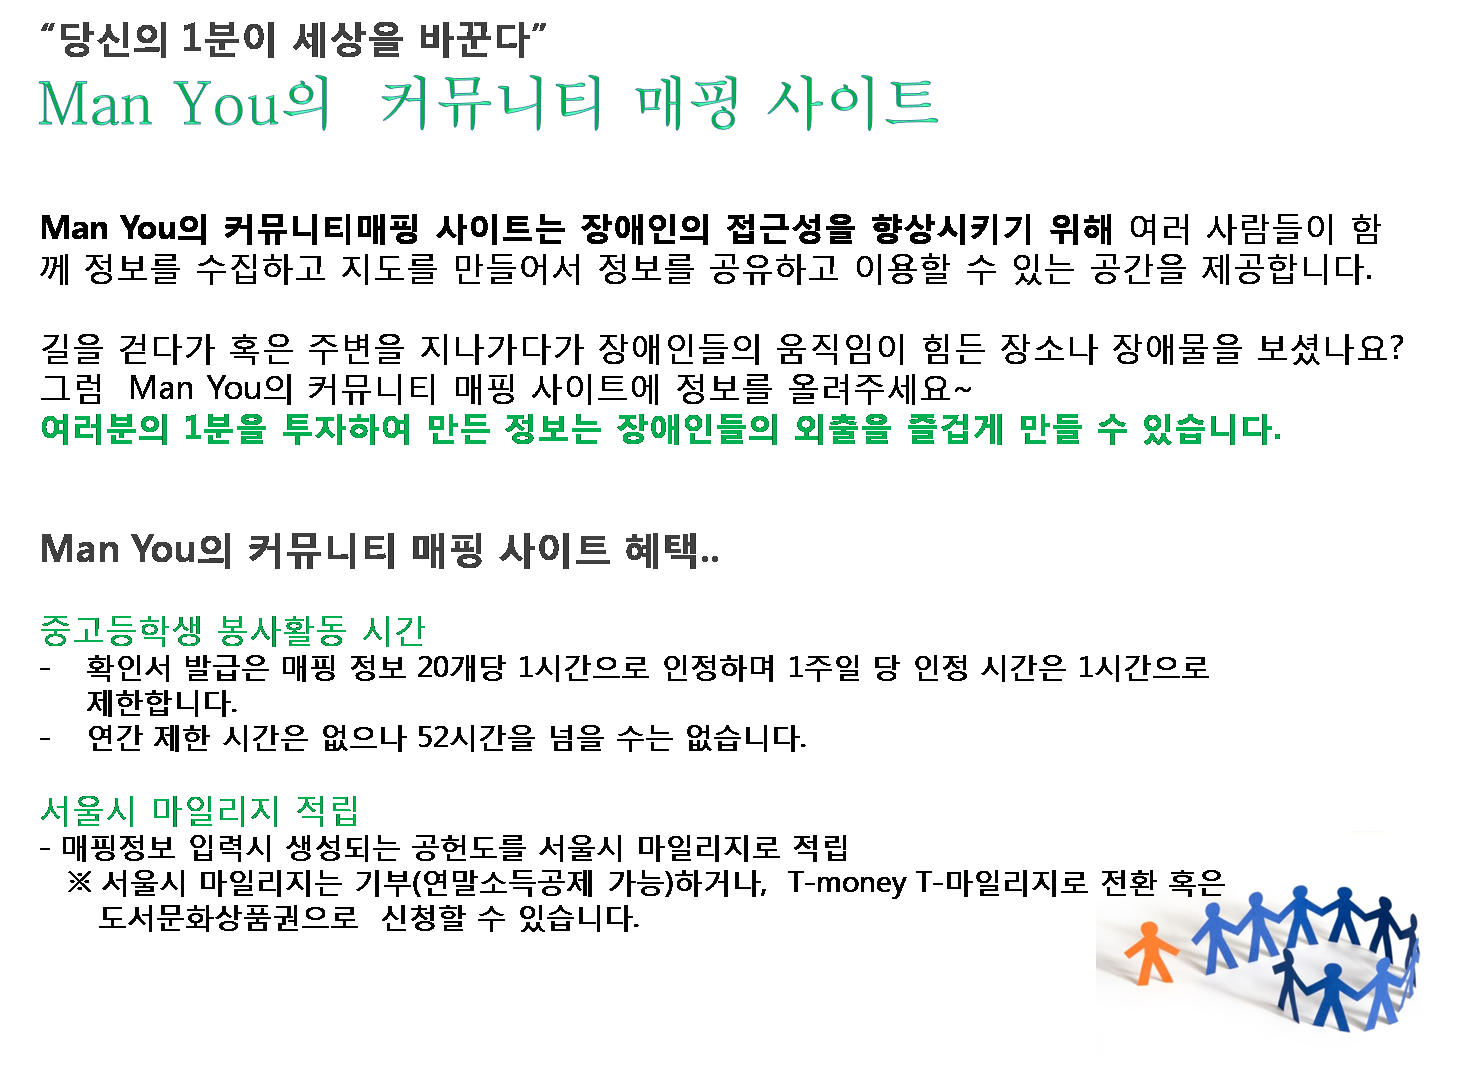 “당신의 1분이 세상을 바꾼다”
Man You의 커뮤니티 매핑 사이트
Man You의 커뮤니티매핑 사이트는 장애인의 접근성을 향상시키기 위해 여러 사람들이 함
께 정보를 수집하고 지도를 만들어서 정보를 공유하고 이용할 수 있는 공간을 제공합니다.
길을 걷다가 혹은 주변을 지나가다가 장애인들의 움직임이 힘든 장소나 장애물을 보셨나요?
그럼 Man You의 커뮤니티 매핑 사이트에 정보를 올려주세요~
여러분의 1분을 투자하여 만든 정보는 장애인들의 외출을 즐겁게 만들 수 있습니다.
Man You의 커뮤니티 매핑 사이트 혜택..
중고등학생 봉사활동 시간
- 확인서 발급은 매핑 정보 20개당 1시간으로 인정하며 1주일 당 인정 시간은 1시간으로
제한합니다.
- 연간 제한 시간은 없으나 52시간을 넘을 수는 없습니다.
서울시 마일리지 적립
- 매핑정보 입력시 생성되는 공헌도를 서울시 마일리지로 적립
※ 서울시 마일리지는 기부(연말소득공제 가능)하거나, T-money T-마일리지로 전환 혹은
도서문화상품권으로 신청할 수 있습니다.